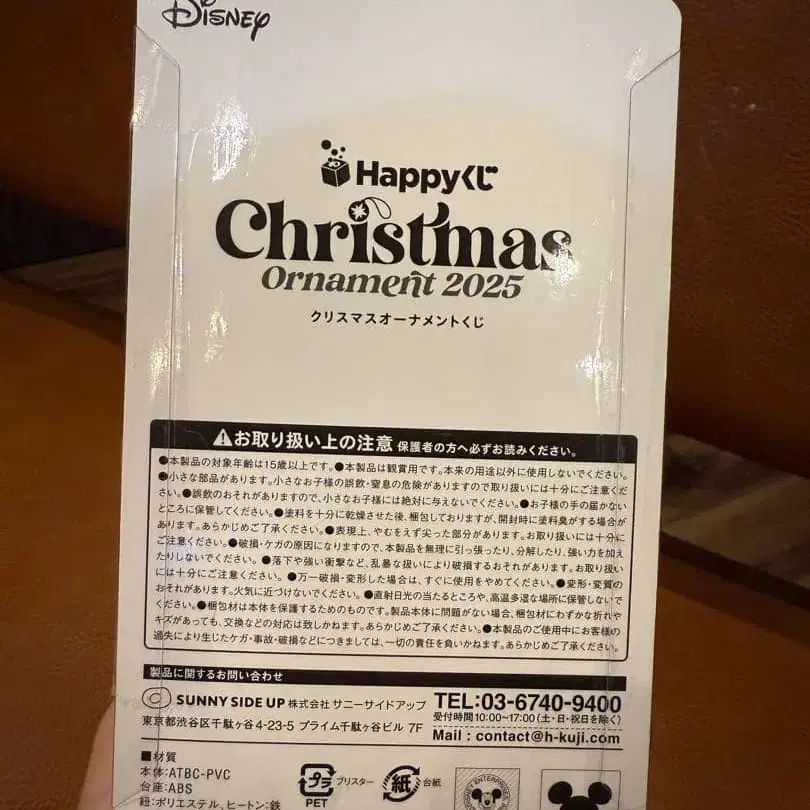 Disney
Happyくじ
Christmas
Ornament 2025
クリスマスオーナメントくじ
お取り扱い上の注意 保護者の方へ必ずお読みください。
●本製品の対象年齢は15歳以上です。●本製品は観賞用です。本来の用途以外に使用しないでください。
●小さな部品があります。小さなお子様の誤飲・窒息の危険がありますので取り扱いには十分にご注意くだ
さい。●誤飲のおそれがありますので、小さなお子様には絶対に与えないでください。●お子様の手の届かない
ところに保管してください。●塗料を十分に乾燥させた後、梱包しておりますが、開封時に塗料臭がする場合が
あります。あらかじめご了承ください。●表現上、やむをえず尖った部分があります。お取り扱いには十分に
ご注意ください。●破損・ケガの原因になりますので、本製品を無理に引っ張ったり、分解したり、強い力を加え
たりしないでください。●落下や強い衝撃など、乱暴な扱いにより破損するおそれがあります。お取り扱い
には十分にご注意ください。●万一破損・変形した場合は、すぐに使用をやめてください。●変形・変質の
おそれがあります。火気に近づけないでください。●直射日光の当たるところや、高温多湿な場所に保管しないで
ください。●梱包材は本体を保護するためのものです。製品本体に問題がない場合、梱包材にわずかな折れや
キズがあっても、交換などの対応は致しかねます。あらかじめご了承ください。●本製品のご使用中にお客様の
過失により生じたケガ・事故・破損などにつきましては、一切の責任を負いかねます。あらかじめご了承ください。
製品に関するお問い合わせ
SUNNY SIDE UP 株式会社 サニーサイドアップ
東京都渋谷区千駄ヶ谷4-23-5 プライム千駄ヶ谷ビル 7F
TEL:03-6740-9400
受付時間10:00~17:00(土・日・祝日を除く)
Mail : contact@h-kuji.com
■材質
本体:ATBC-PVC
台座:ABS
紐:ポリエステル、ヒートン:鉄
プラ ブリスター
PET
紙 台紙